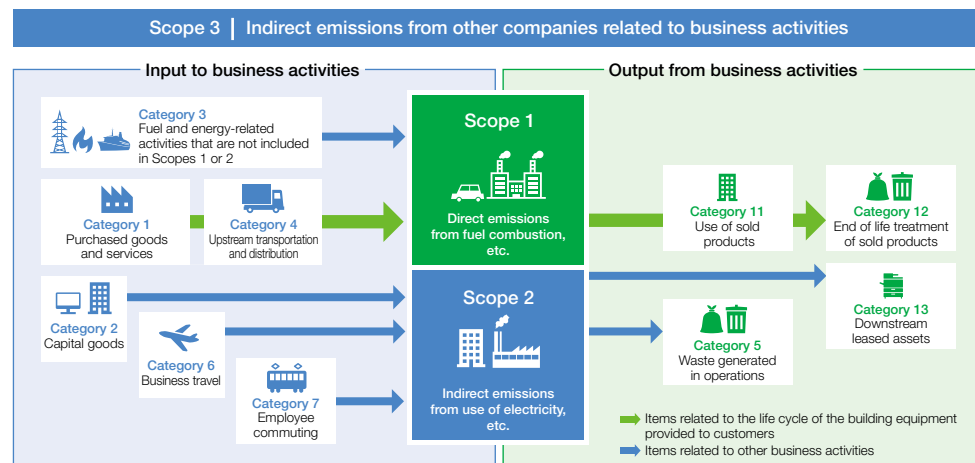 Scope 3 | Indirect emissions from other companies related to business activities
Input to business activities
Output from business activities
Category 3
Fuel and energy-related
activities that are not included
in Scopes 1 or 2
Category 1
Purchased goods
and services
Category 4
Upstream transportation
and distribution
Category 2
Capital goods
Category 6
Business travel
Category 7
Employee
commuting
Scope 1
Direct emissions
from fuel combustion,
etc.
Scope 2
Indirect emissions
from use of electricity,
etc.
Category 11
Use of sold
products
Category 12
End of life treatment
of sold products
Category 13
Downstream
leased assets
Category 5
Waste generated
in operations
Items related to the life cycle of the building equipment
provided to customers
Items related to other business activities